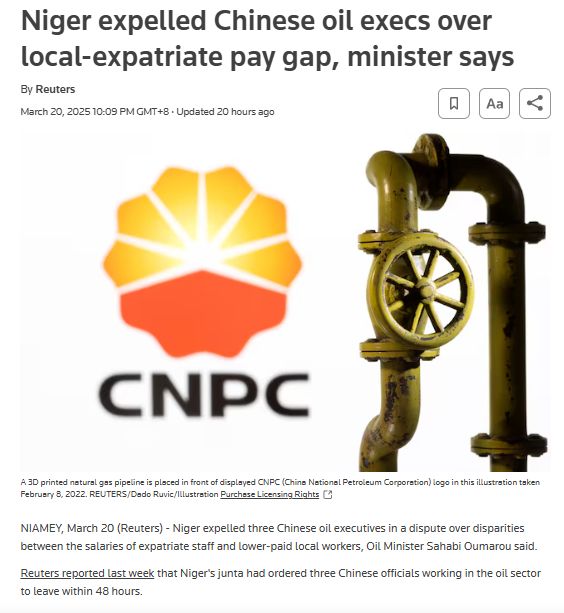 Niger expelled Chinese oil execs over
local-expatriate pay gap, minister says
By Reuters
March 20, 2025 10:09 PM GMT+8 · Updated 20 hours ago
Aa
CNPC
A 3D printed natural gas pipeline is placed in front of displayed CNPC (China National Petroleum Corporation) logo in this illustration taken
February 8, 2022. REUTERS/Dado Ruvic/Illustration Purchase Licensing Rights
NIAMEY, March 20 (Reuters) - Niger expelled three Chinese oil executives in a dispute over disparities
between the salaries of expatriate staff and lower-paid local workers, Oil Minister Sahabi Oumarou said.
Reuters reported last week that Niger's junta had ordered three Chinese officials working in the oil sector
to leave within 48 hours.